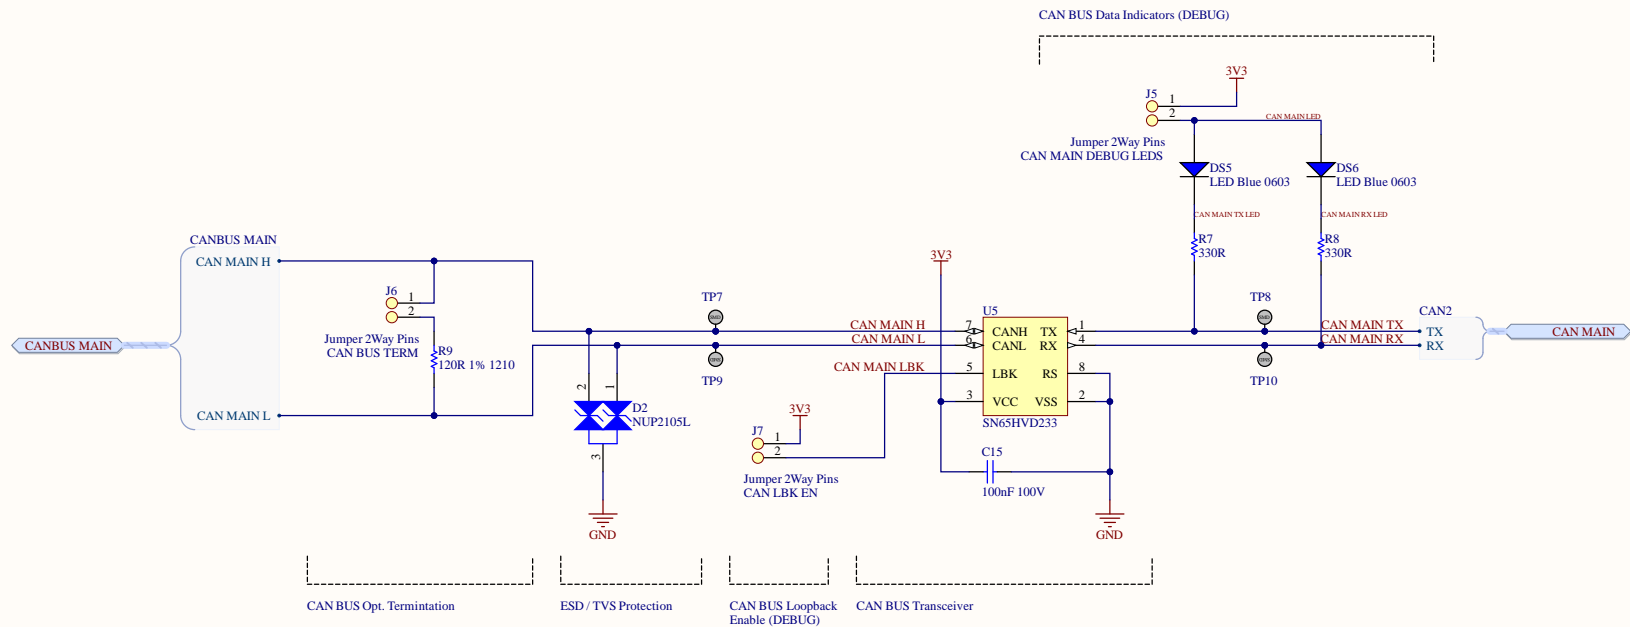 CAN BUS Data Indicators (DEBUG)
3V3
J5
1
2
CAN MAIN LED
Jumper 2Way Pins
CAN MAIN DEBUG LEDS
DS5
LED Blue 0603
DS6
LED Blue 0603
CAN MAIN TX LED
CAN MAIN RX LED
R7
330R
R8
330R
CANBUS MAIN
CAN MAIN H
J6
1
2
Jumper 2Way Pins
CAN BUS TERM
R9
120R 1% 1210
CANBUS MAIN
CAN MAIN L
TP7
TP9
2
1
D2
NUP2105L
3
GND
3V3
CAN MAIN H
CAN MAIN L
CAN MAIN LBK
3V3
J7
1
2
Jumper 2Way Pins
CAN LBK EN
U5
7
CANH
TX
1
6
CANL
RX
4
5
LBK
RS
8
3
VCC
VSS
2
SN65HVD233
C15
100nF 100V
GND
TP8
TP10
CAN MAIN TX
CAN MAIN RX
CAN2
TX
RX
CAN MAIN
CAN BUS Opt. Termintation
ESD / TVS Protection
CAN BUS Loopback
Enable (DEBUG)
CAN BUS Transceiver